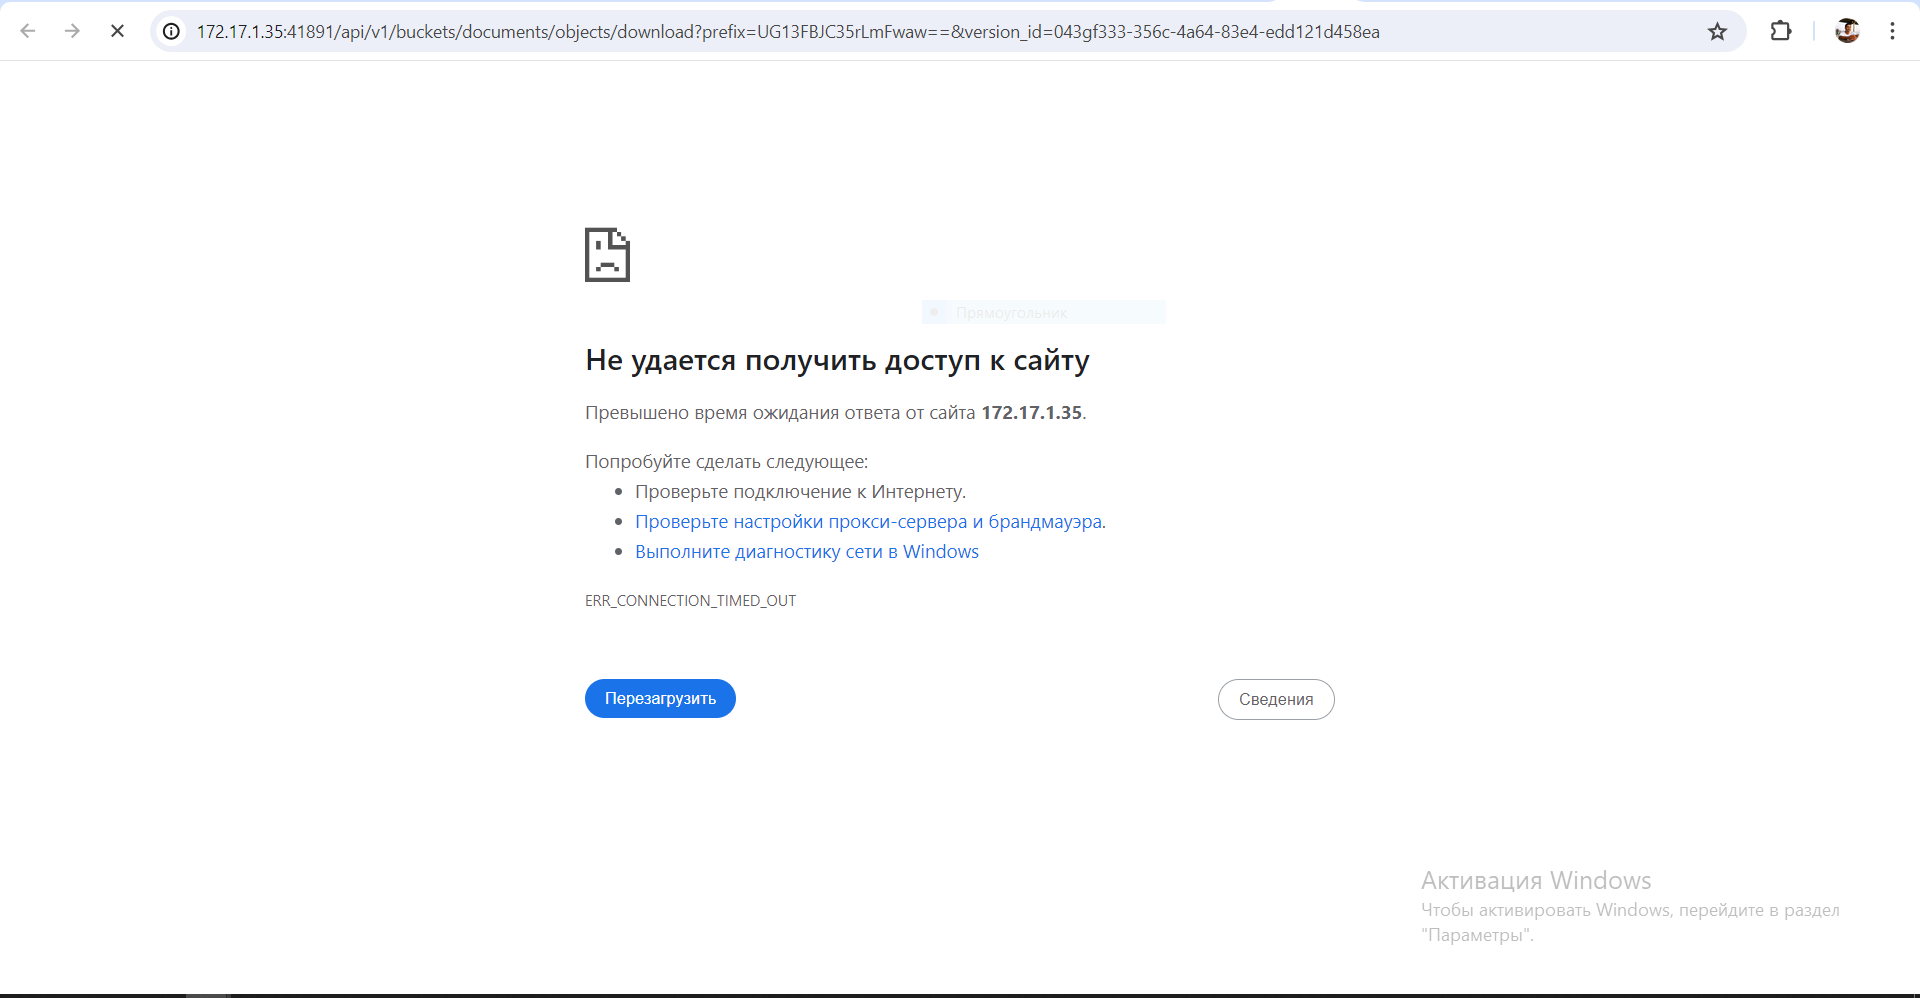 172.17.1.35:41891/api/v1/buckets/documents/objects/download?prefix=UG13FBJC35rLmFwaw==&version_id=043gf333-356c-4a64-83e4-edd121d458ea
Прямоугольник
Не удается получить доступ к сайту
Превышено время ожидания ответа от сайта 172.17.1.35.
Попробуйте сделать следующее:
Проверьте подключение к Интернету.
Проверьте настройки прокси-сервера и брандмауэра.
Выполните диагностику сети в Windows
ERR_CONNECTION_TIMED_OUT
Перезагрузить
Сведения
Активация Windows
Чтобы активировать Windows, перейдите в раздел
"Параметры".